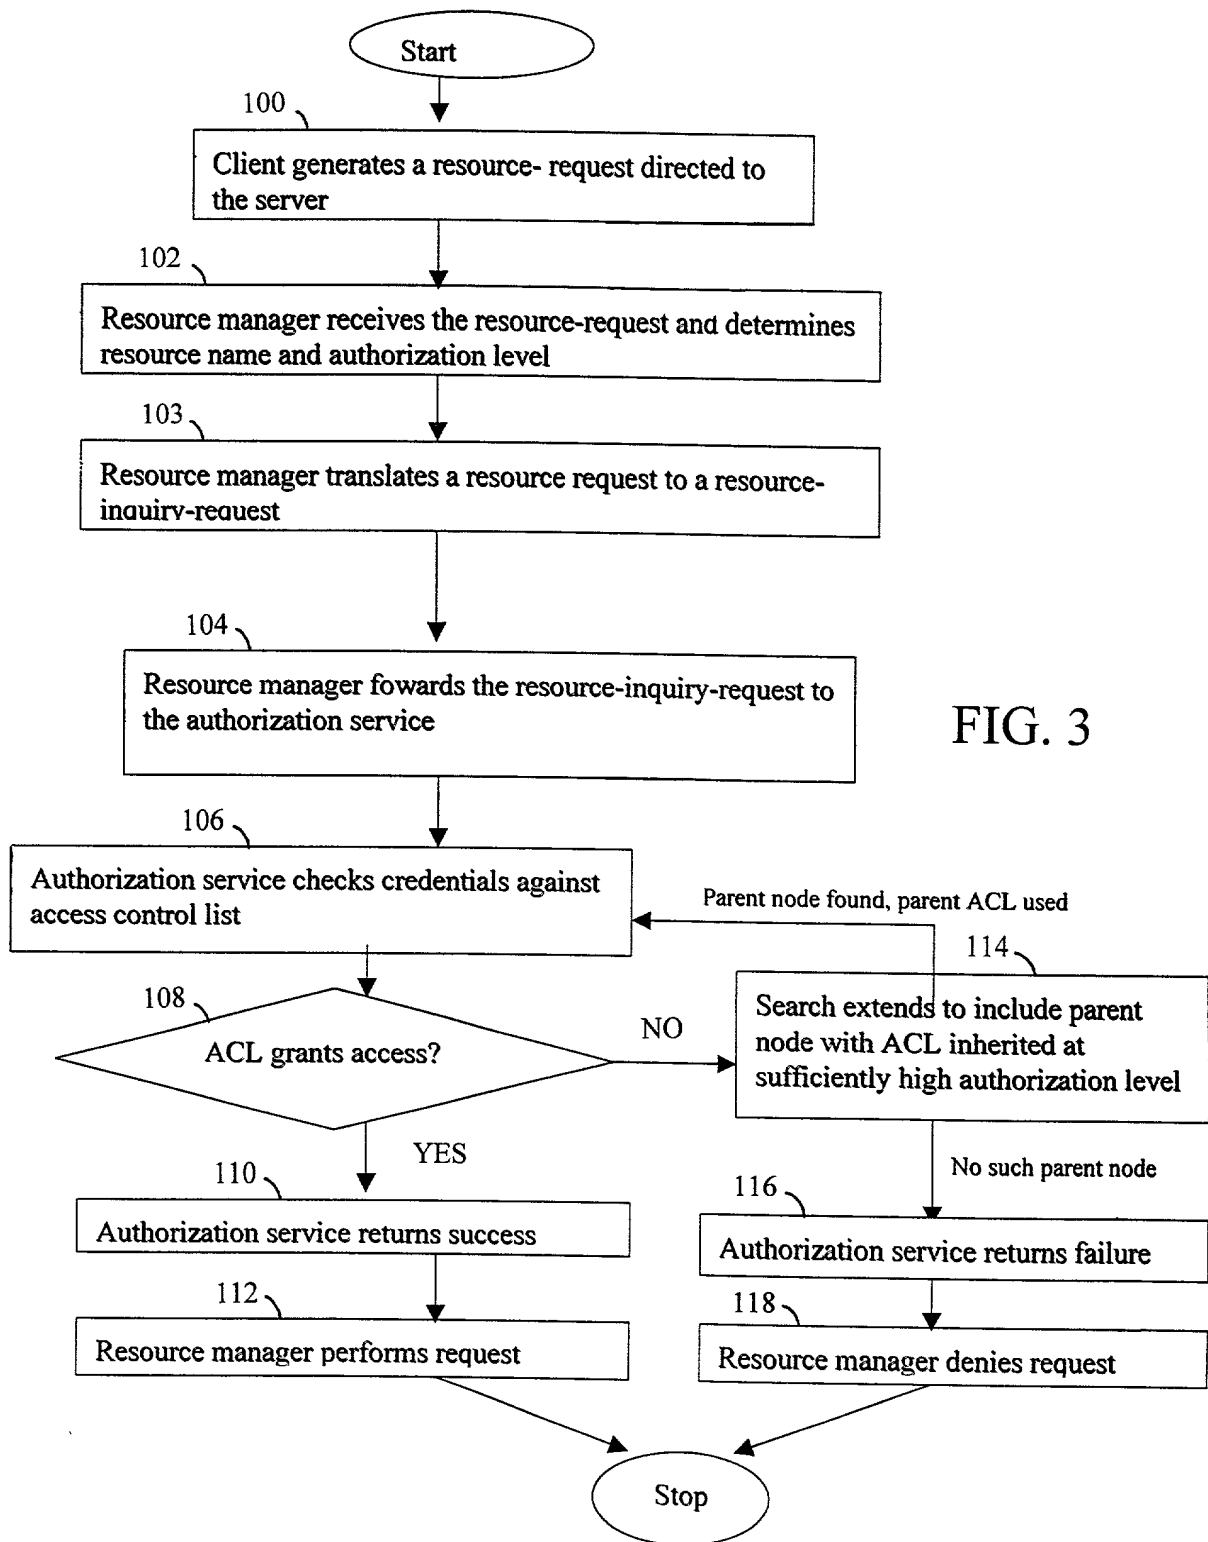 Start
100
Client generates a resource- request directed to
the server
102
Resource manager receives the resource-request and determines
resource name and authorization level
103
Resource manager translates a resource request to a resource-
inquiry-request
104
Resource manager fowards the resource-inquiry-request to
the authorization service
FIG. 3
106
Authorization service checks credentials against
access control list
Parent node found, parent ACL used
114
Search extends to include parent
node with ACL inherited at
sufficiently high authorization level
108
ACL grants access?
NO
YES
No such parent node
110
Authorization service returns success
116
Authorization service returns failure
112
Resource manager performs request
118
Resource manager denies request
Stop